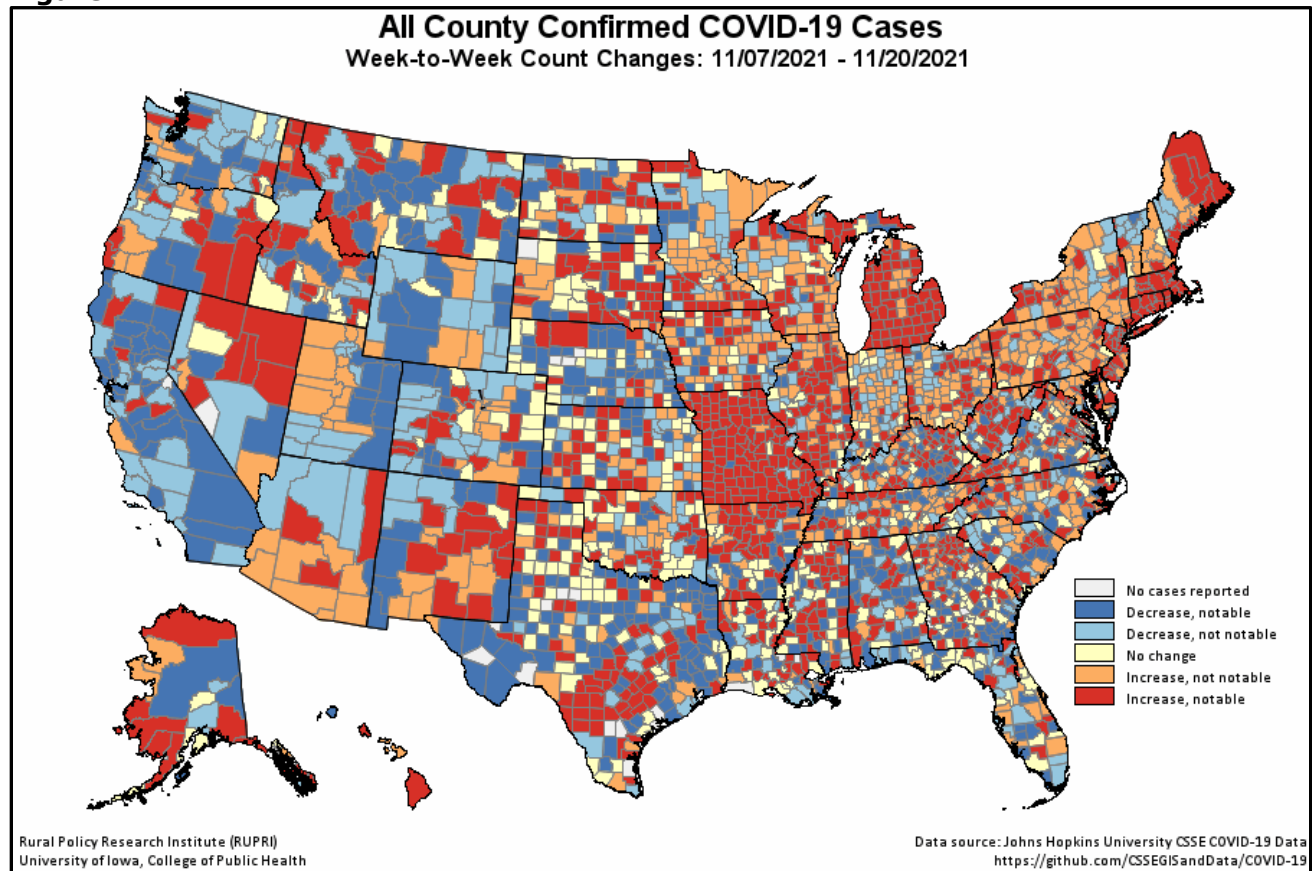 All County Confirmed COVID-19 Cases
Week-to-Week Count Changes: 11/07/2021 - 11/20/2021
No cases reported
Decrease, notable
Decrease, not notable
No change
Increase, not notable
Increase, notable
Rural Policy Research Institute (RUPRI)
University of Iowa, College of Public Health
Data source: Johns Hopkins University CSSE COVID-19 Data
https://github.com/CSSEGISandData/COVID-19